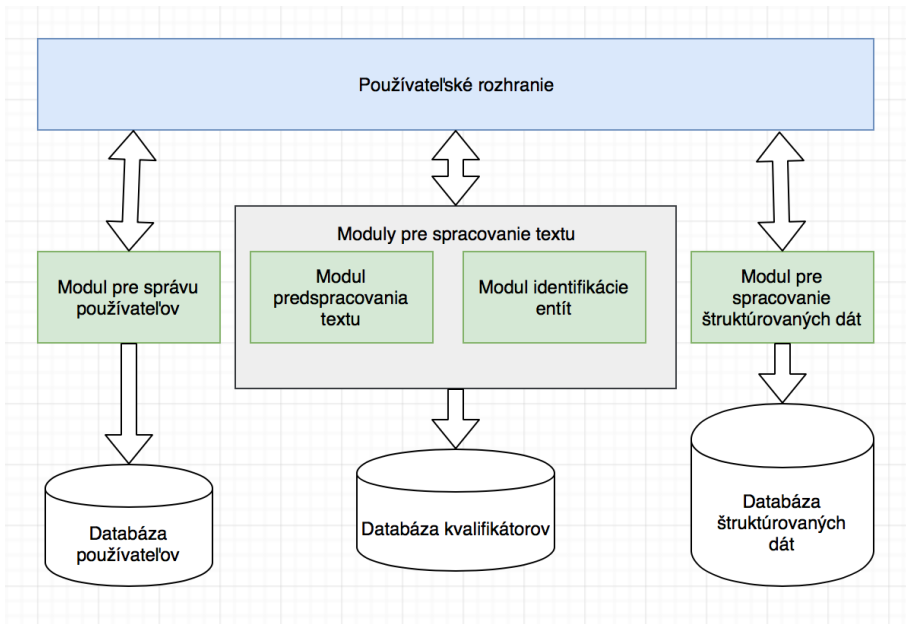 Používateľské rozhranie
Moduly pre spracovanie textu
Modul pre správu
používateľov
Modul
predspracovania
textu
Modul identifikácie
entít
Modul pre
spracovanie
štruktúrovaných dát
Databáza
používateľov
Databáza kvalifikátorov
Databáza
štruktúrovaných
dát